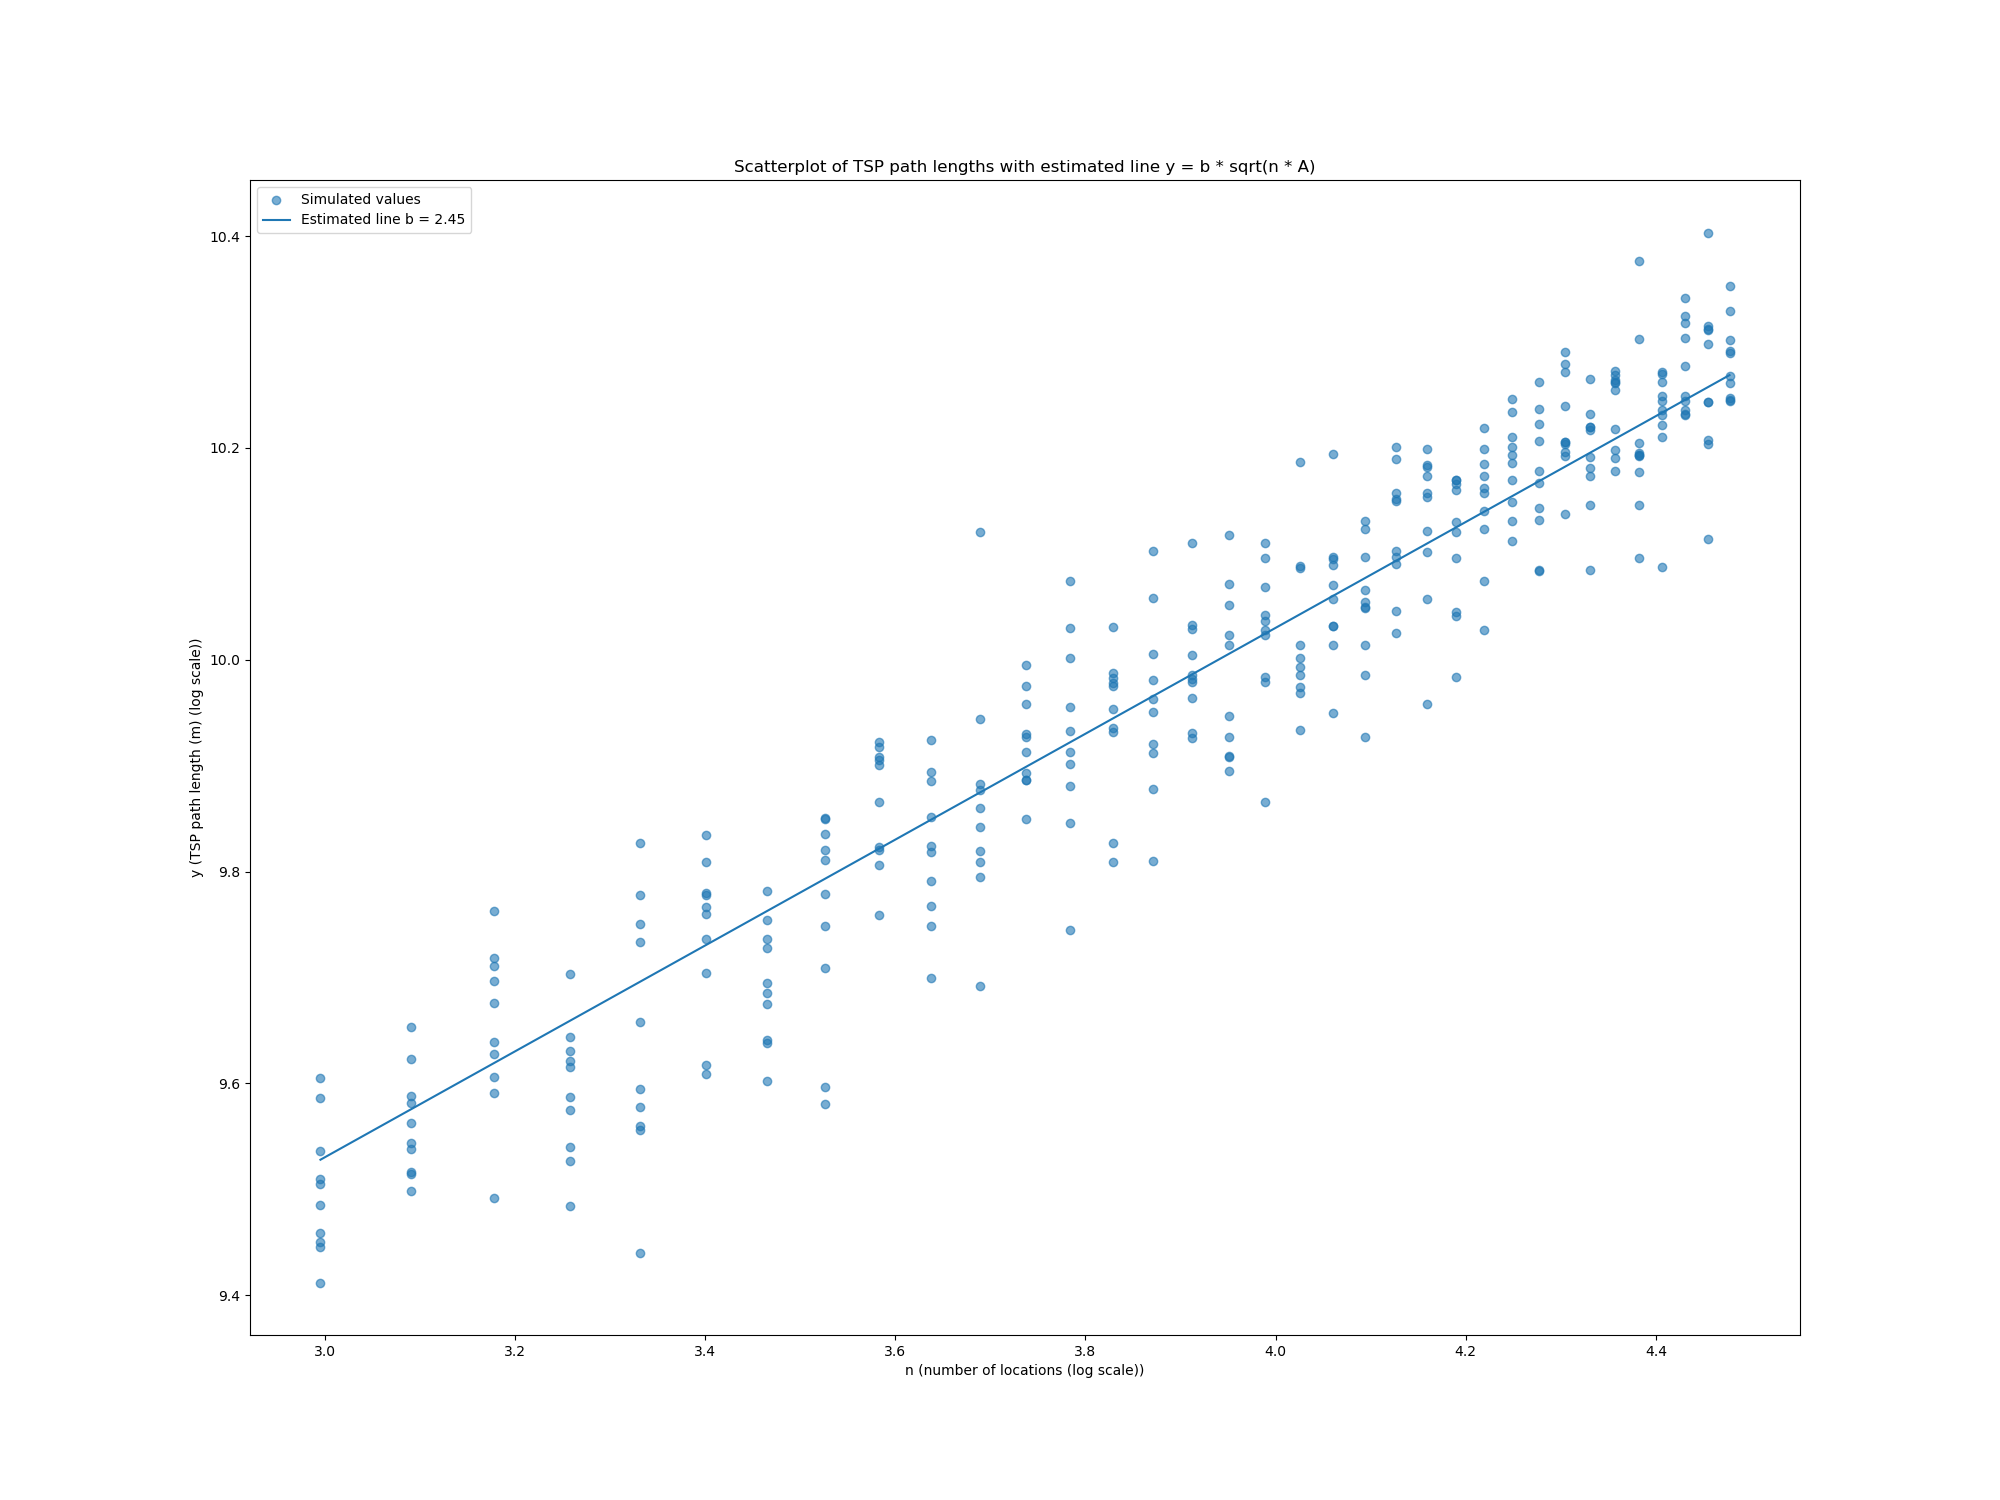 Scatterplot of TSP path lengths with estimated line y = b * sqrt(n * A)
Simulated values
Estimated line b = 2.45
10.4
10.2
10.0
9.8
9.6
9.4
y (TSP path length (m) (log scale))
3.0
3.2
3.4
3.6
3.8
4.0
4.2
4.4
n (number of locations (log scale))